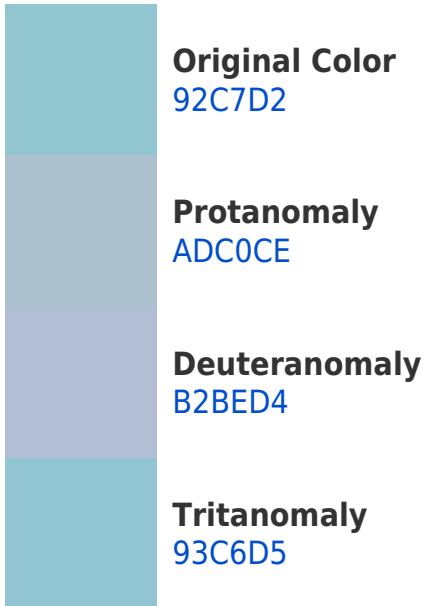 Original Color
92C7D2
Protanomaly
ADC0CE
Deuteranomaly
B2BED4
Tritanomaly
93C6D5